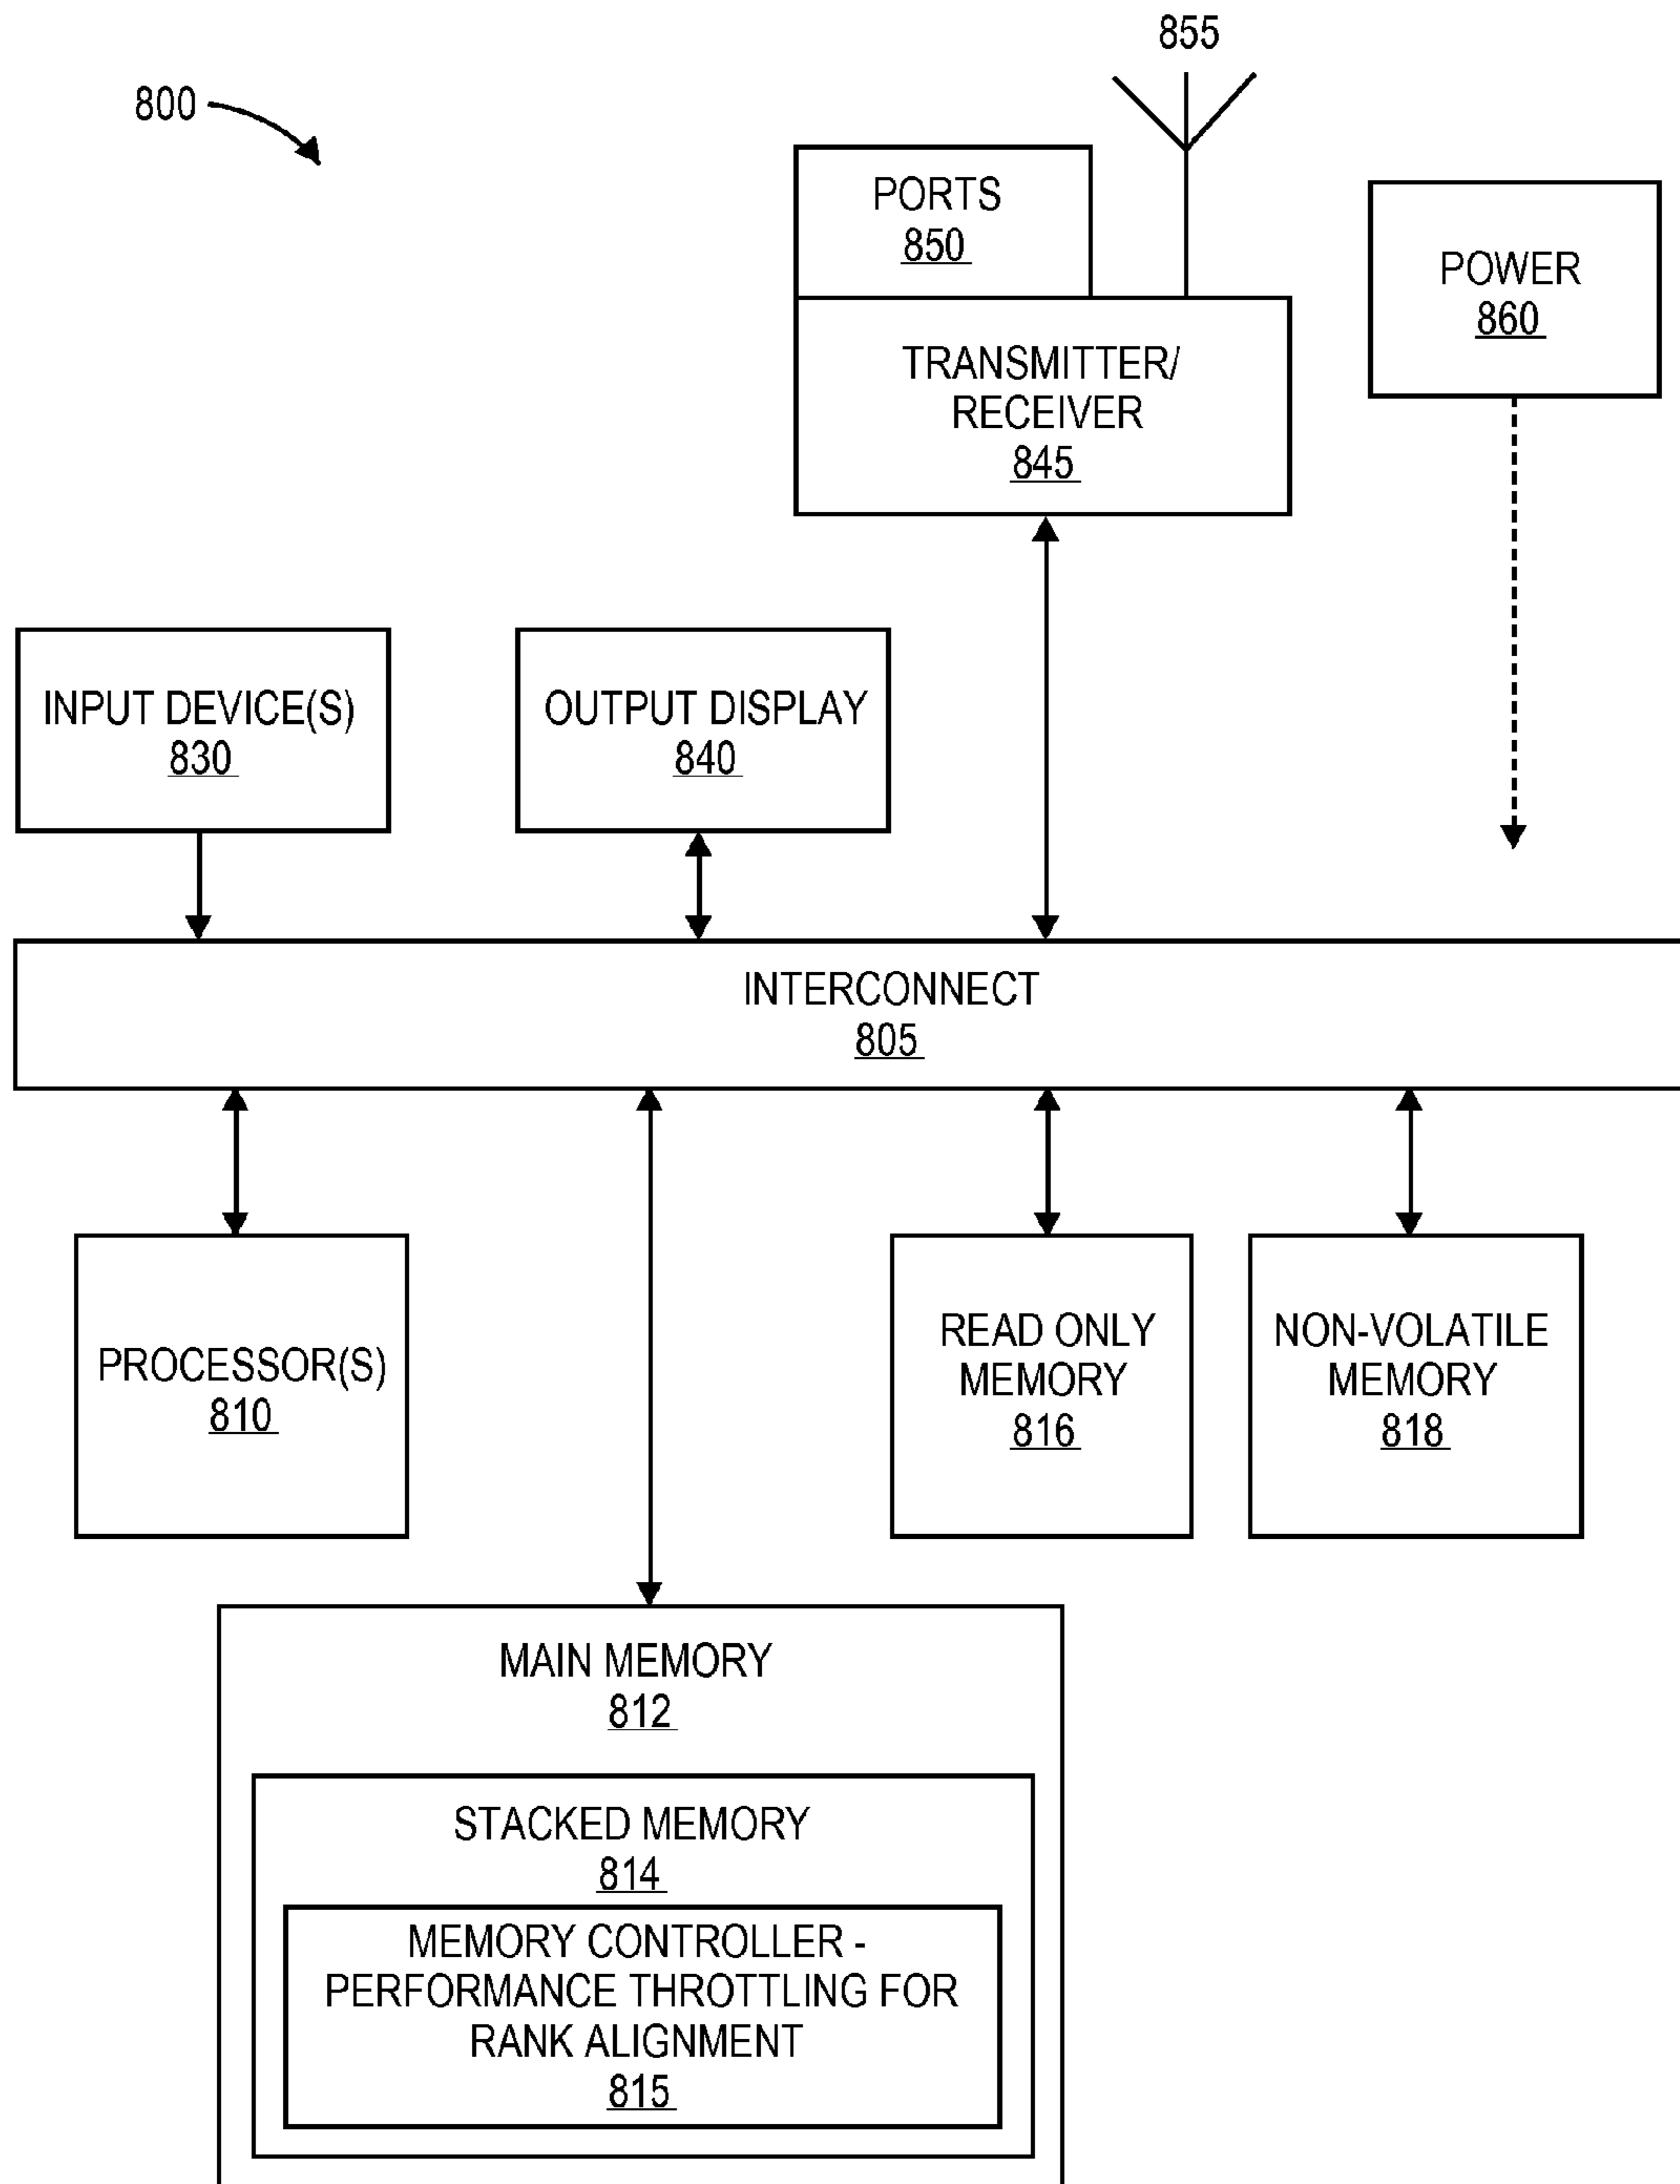 855
800
PORTS
850
POWER
860
TRANSMITTER/
RECEIVER
845
INPUT DEVICE(S)
830
OUTPUT DISPLAY
840
INTERCONNECT
805
PROCESSOR(S)
810
READ ONLY
MEMORY
816
NON-VOLATILE
MEMORY
818
MAIN MEMORY
812
STACKED MEMORY
814
MEMORY CONTROLLER -
PERFORMANCE THROTTLING FOR
RANK ALIGNMENT
815